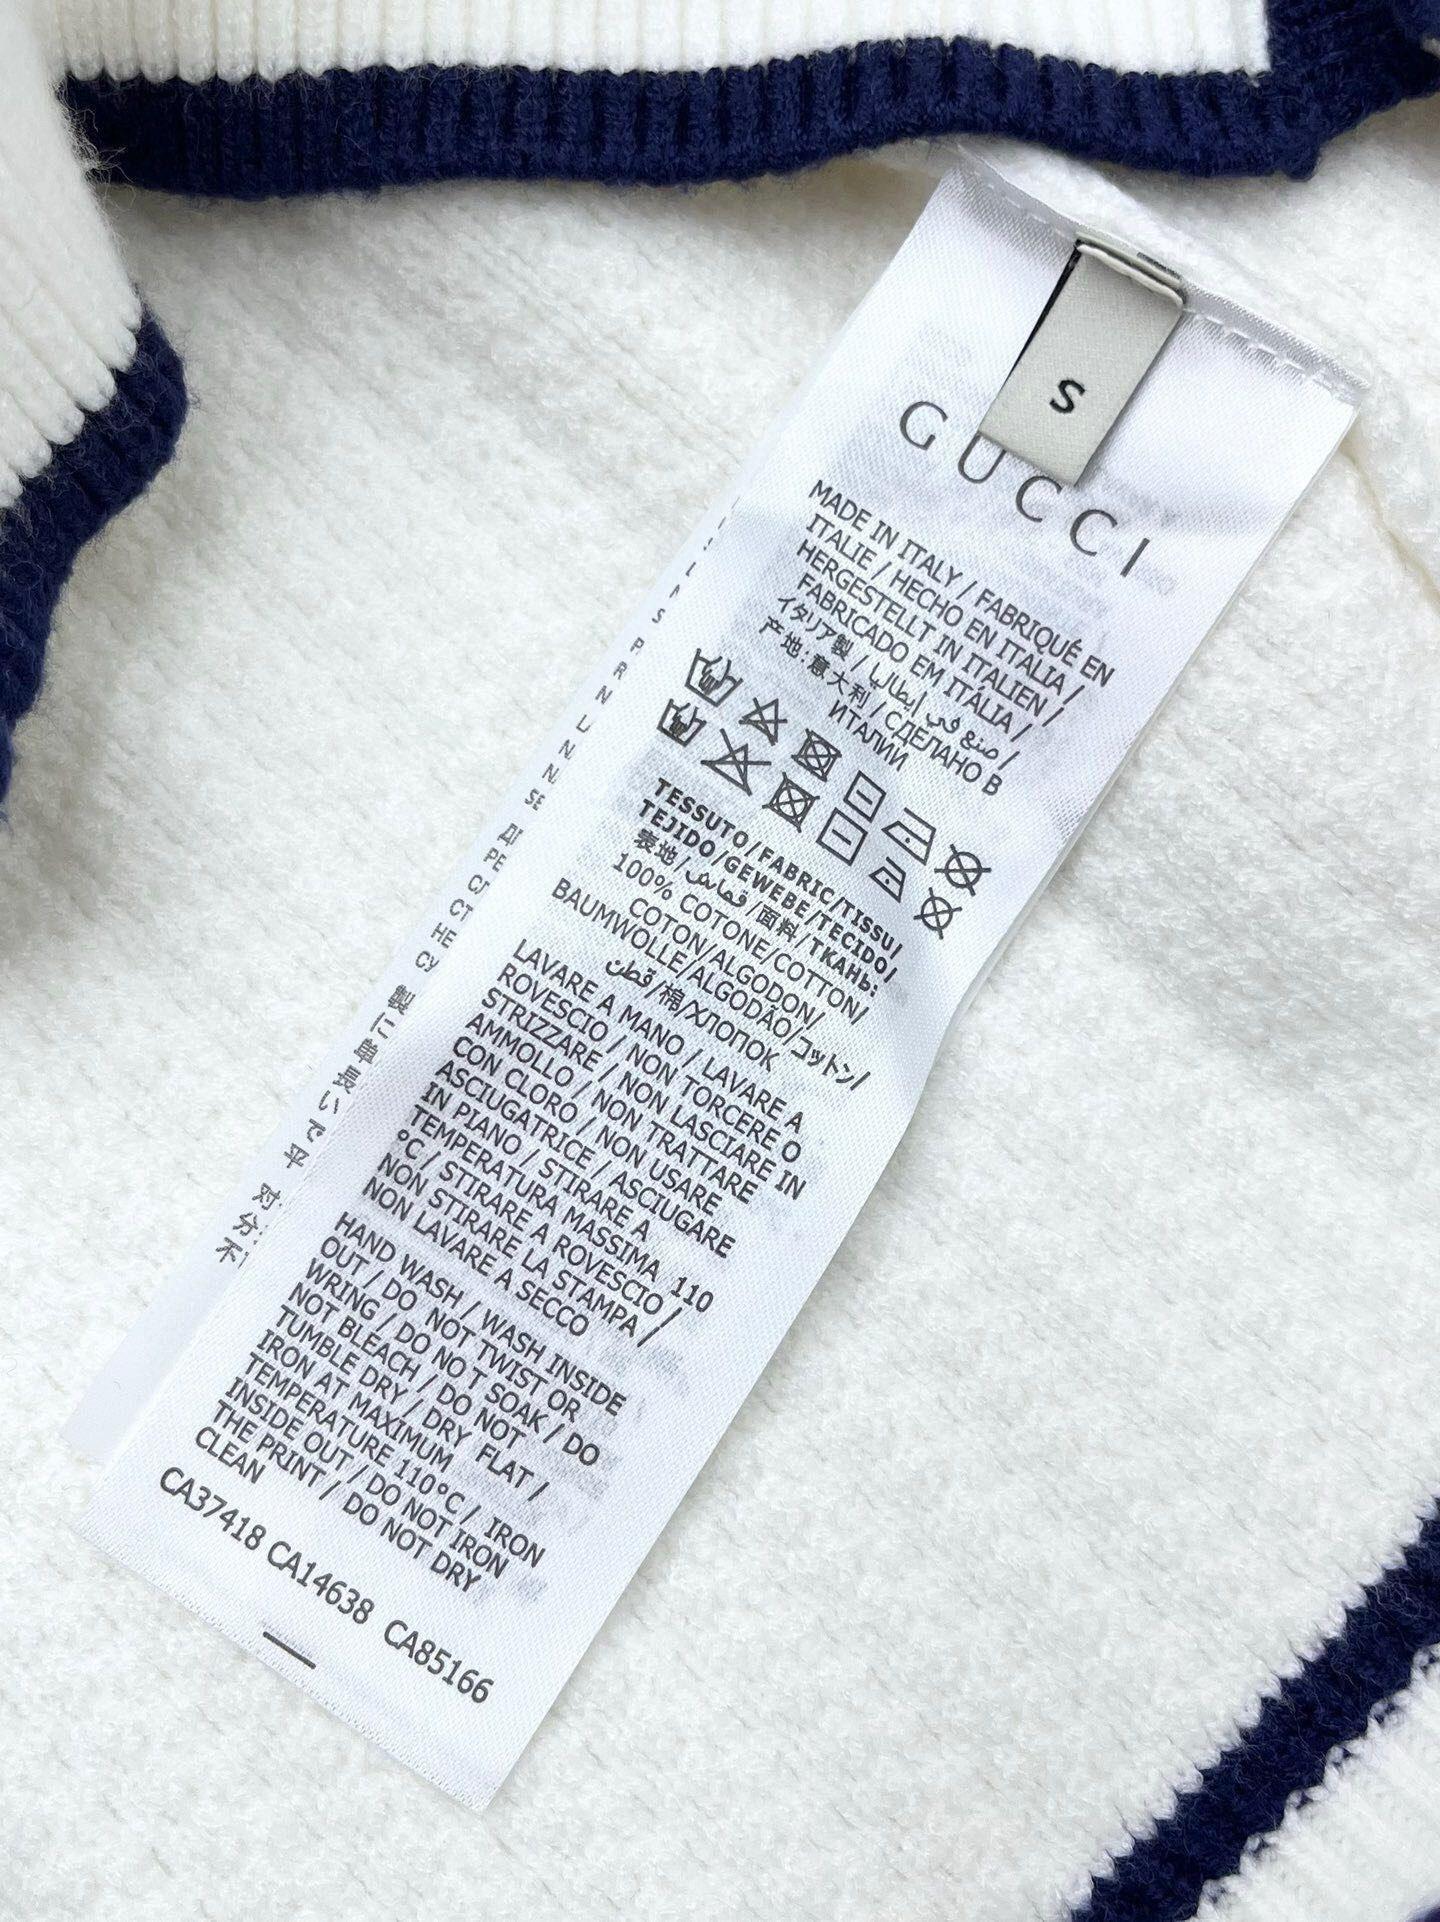 S
GUCCI
MADE IN ITALY / FABRIQUÉ EN
ITALIE / HECHO EN ITALIA /
HERGESTELLT IN ITALIEN /
FABRICADO EM ITÁLIA /
イタリア製 / صنع في إيطاليا /
产地: 意大利 / СДЕЛАНО В
ИТАЛИИ
TESSUTO/FABRIC/TISSU/
TEJIDO/GEWEBE/TECIDO/
表地/قماش/面料/ТКАНЬ:
100% COTONE/COTTON/
COTON/ALGODON/
BAUMWOLLE/ALGODÃO/コットン/
قطن/棉/ХЛОПОК
LAVARE A MANO / LAVARE A
ROVESCIO / NON TORCERE O
STRIZZARE / NON LASCIARE IN
AMMOLLO / NON TRATTARE
CON CLORO / NON USARE
ASCIUGATRICE / ASCIUGARE
IN PIANO / STIRARE A
TEMPERATURA MASSIMA 110
°C / STIRARE A ROVESCIO /
NON STIRARE LA STAMPA /
NON LAVARE A SECCO
HAND WASH / WASH INSIDE
OUT / DO NOT TWIST OR
WRING / DO NOT SOAK / DO
NOT BLEACH / DO NOT
TUMBLE DRY / DRY FLAT /
IRON AT MAXIMUM
TEMPERATURE 110°C / IRON
INSIDE OUT / DO NOT IRON
THE PRINT / DO NOT DRY
CLEAN
CA37418 CA14638 CA85166